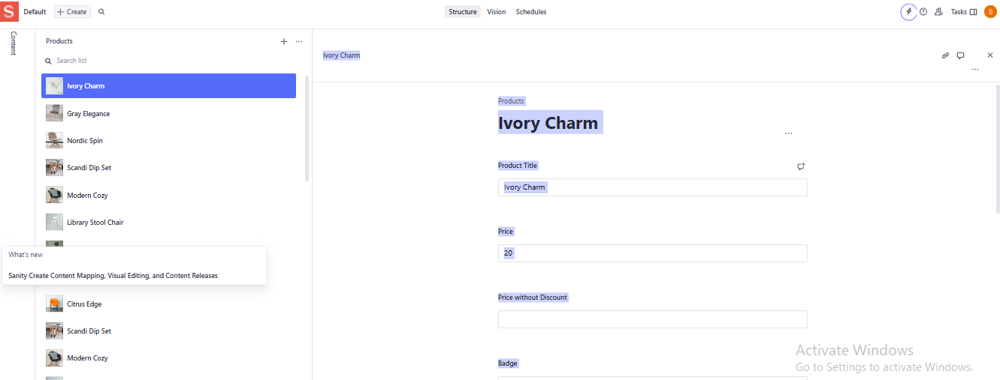 S Default + Create Structure Vision Schedules Tasks S
Content
Products
Search list
Ivory Charm
Gray Elegance
Nordic Spin
Scandi Dip Set
Modern Cozy
Library Stool Chair
What's new
Sanity Create Content Mapping, Visual Editing, and Content Releases
Citrus Edge
Scandi Dip Set
Modern Cozy
Ivory Charm
Products
Ivory Charm
Product Title
Ivory Charm
Price
20
Price without Discount
Badge
Activate Windows
Go to Settings to activate Windows.